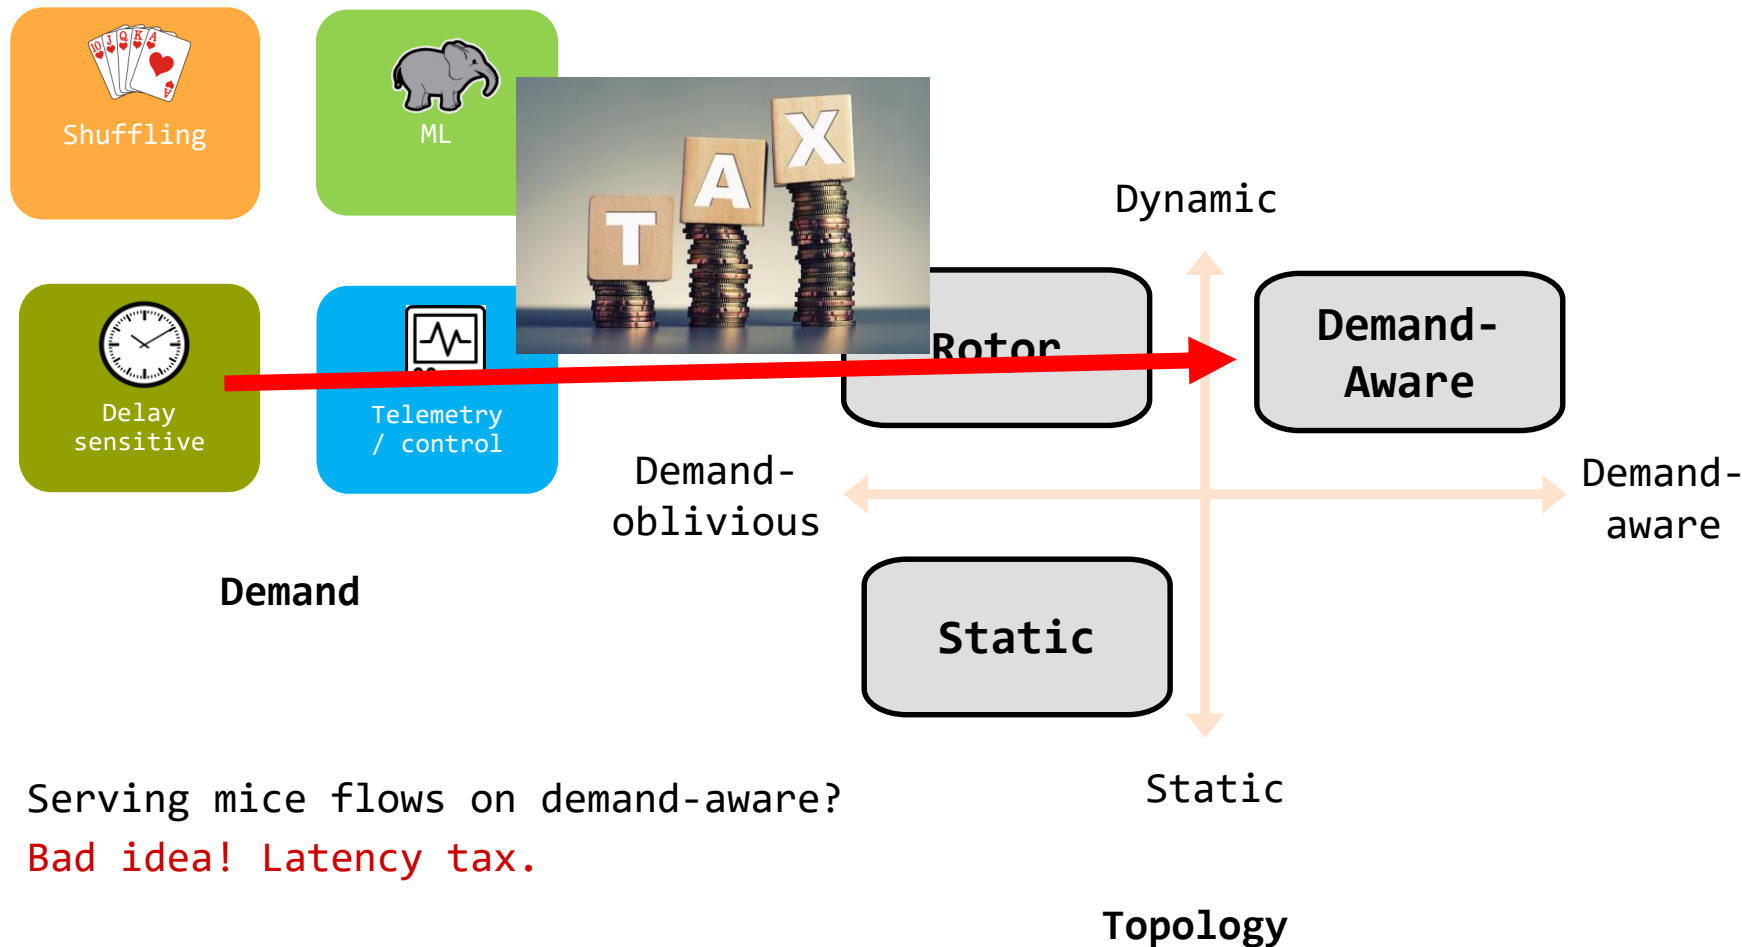 10 J Q K A
A
Shuffling
ML
T A X
Delay
sensitive
Telemetry
/ control
Demand
Dynamic
Rotor
Demand-
Aware
Demand-
oblivious
Demand-
aware
Static
Static
Serving mice flows on demand-aware?
Bad idea! Latency tax.
Topology